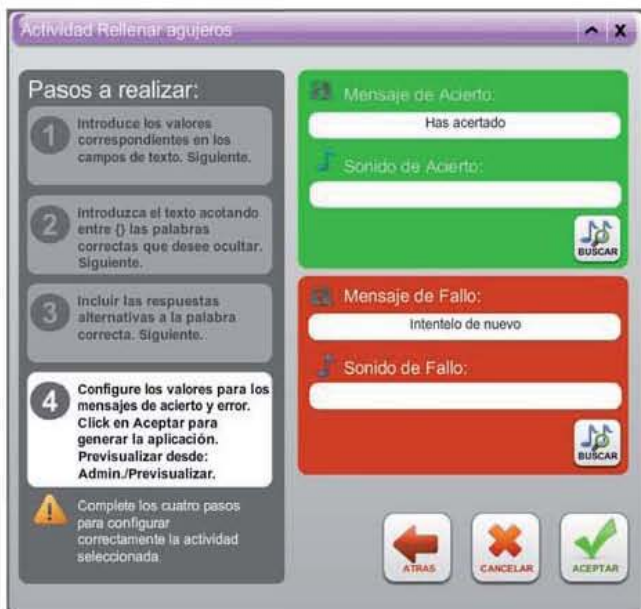 Actividad Rellenar agujeros
X
Pasos a realizar:
1
Introduce los valores
correspondientes en los
campos de texto. Siguiente.
2
Introduzca el texto acotando
entre {} las palabras
correctas que desee ocultar.
Siguiente.
3
Incluir las respuestas
alternativas a la palabra
correcta. Siguiente.
4
Configure los valores para los
mensajes de acierto y error.
Click en Aceptar para
generar la aplicación.
Previsualizar desde:
Admin./Previsualizar.
Complete los cuatro pasos
para configurar
correctamente la actividad
seleccionada.
Mensaje de Acierto:
Has acertado
Sonido de Acierto:
BUSCAR
Mensaje de Fallo:
Intentelo de nuevo
Sonido de Fallo:
BUSCAR
ATRAS
CANCELAR
ACEPTAR